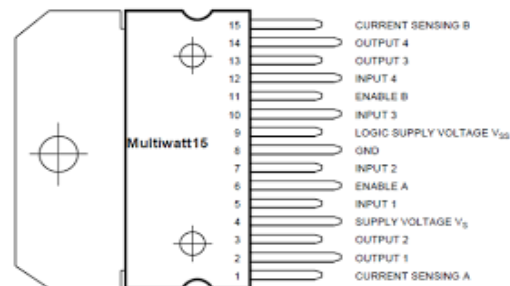 15 CURRENT SENSING B
14 OUTPUT 4
13 OUTPUT 3
12 INPUT 4
11 ENABLE B
10 INPUT 3
9 LOGIC SUPPLY VOLTAGE VSS
8 GND
Multiwatt15
7 INPUT 2
6 ENABLE A
5 INPUT 1
4 SUPPLY VOLTAGE VS
3 OUTPUT 2
2 OUTPUT 1
1 CURRENT SENSING A